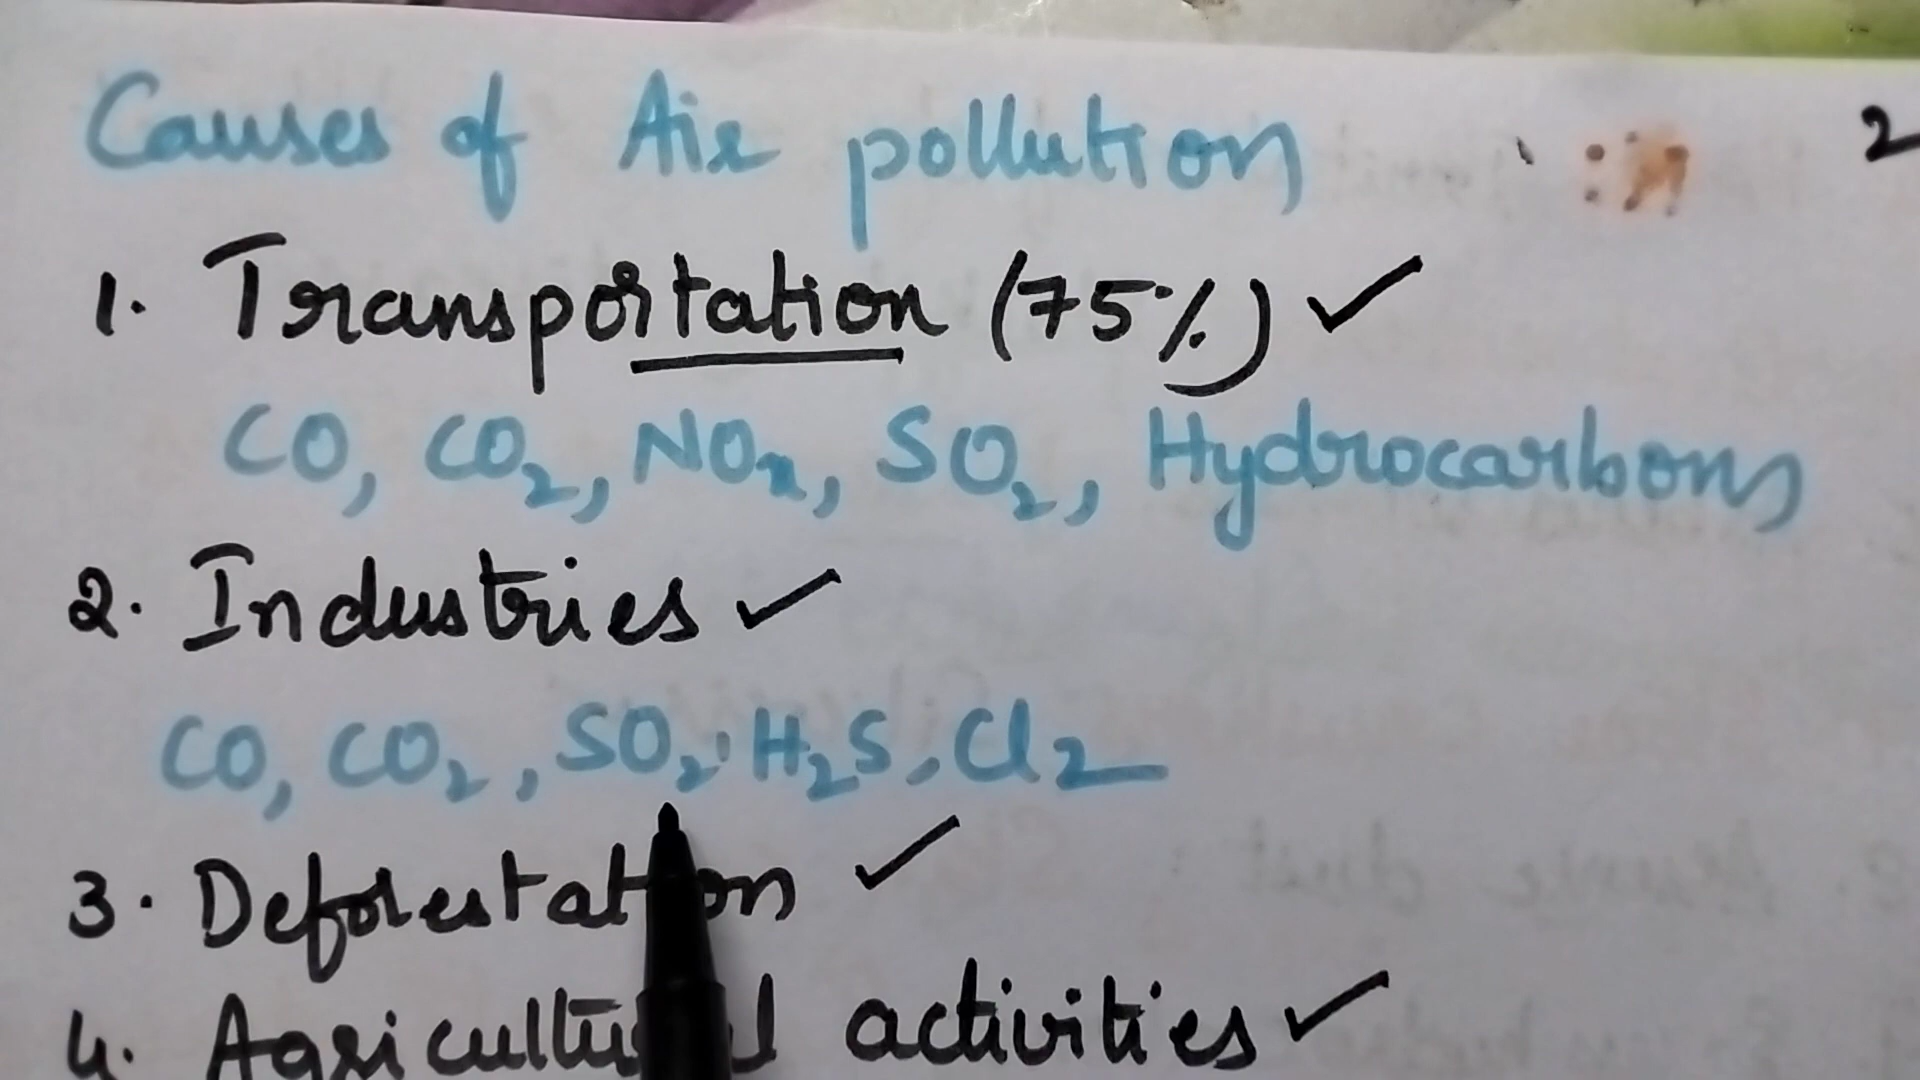 Causes of Air pollution 2
1. Transportation (75%) ✓
CO, CO₂, NOx, SO₂, Hydrocarbons
2. Industries ✓
CO, CO₂, SO₂, H₂S, Cl₂
3. Deforestation ✓
4. Agricultural activities ✓